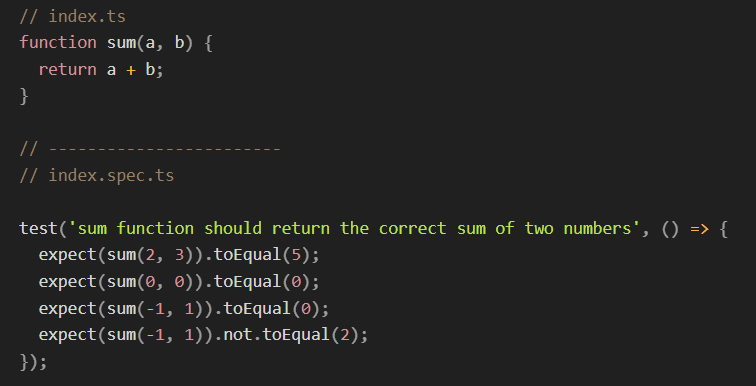 // index.ts
function sum(a, b) {
  return a + b;
}
// ------------------------
// index.spec.ts
test('sum function should return the correct sum of two numbers', () => {
  expect(sum(2, 3)).toEqual(5);
  expect(sum(0, 0)).toEqual(0);
  expect(sum(-1, 1)).toEqual(0);
  expect(sum(-1, 1)).not.toEqual(2);
});